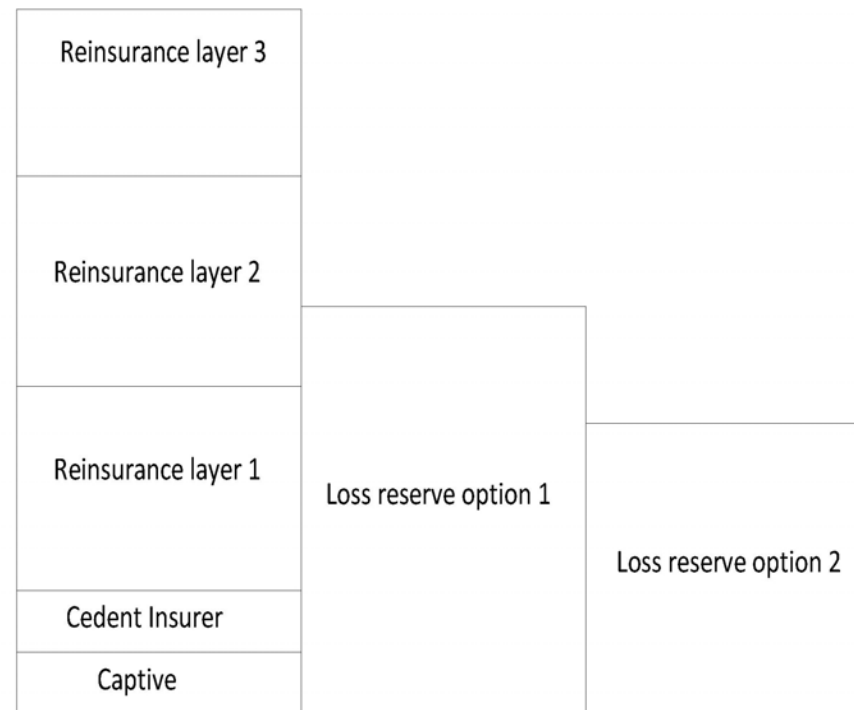 Reinsurance layer 3
Reinsurance layer 2
Reinsurance layer 1
Cedent Insurer
Captive
Loss reserve option 1
Loss reserve option 2